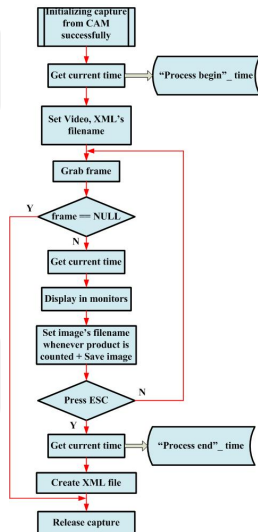 Initializing capture
from CAM
successfully
Get current time
“Process begin”_ time
Set Video, XML's
filename
Grab frame
Y
frame == NULL
N
Get current time
Display in monitors
Set image's filename
whenever product is
counted + Save image
Press ESC
N
Y
Get current time
“Process end”_ time
Create XML file
Release capture